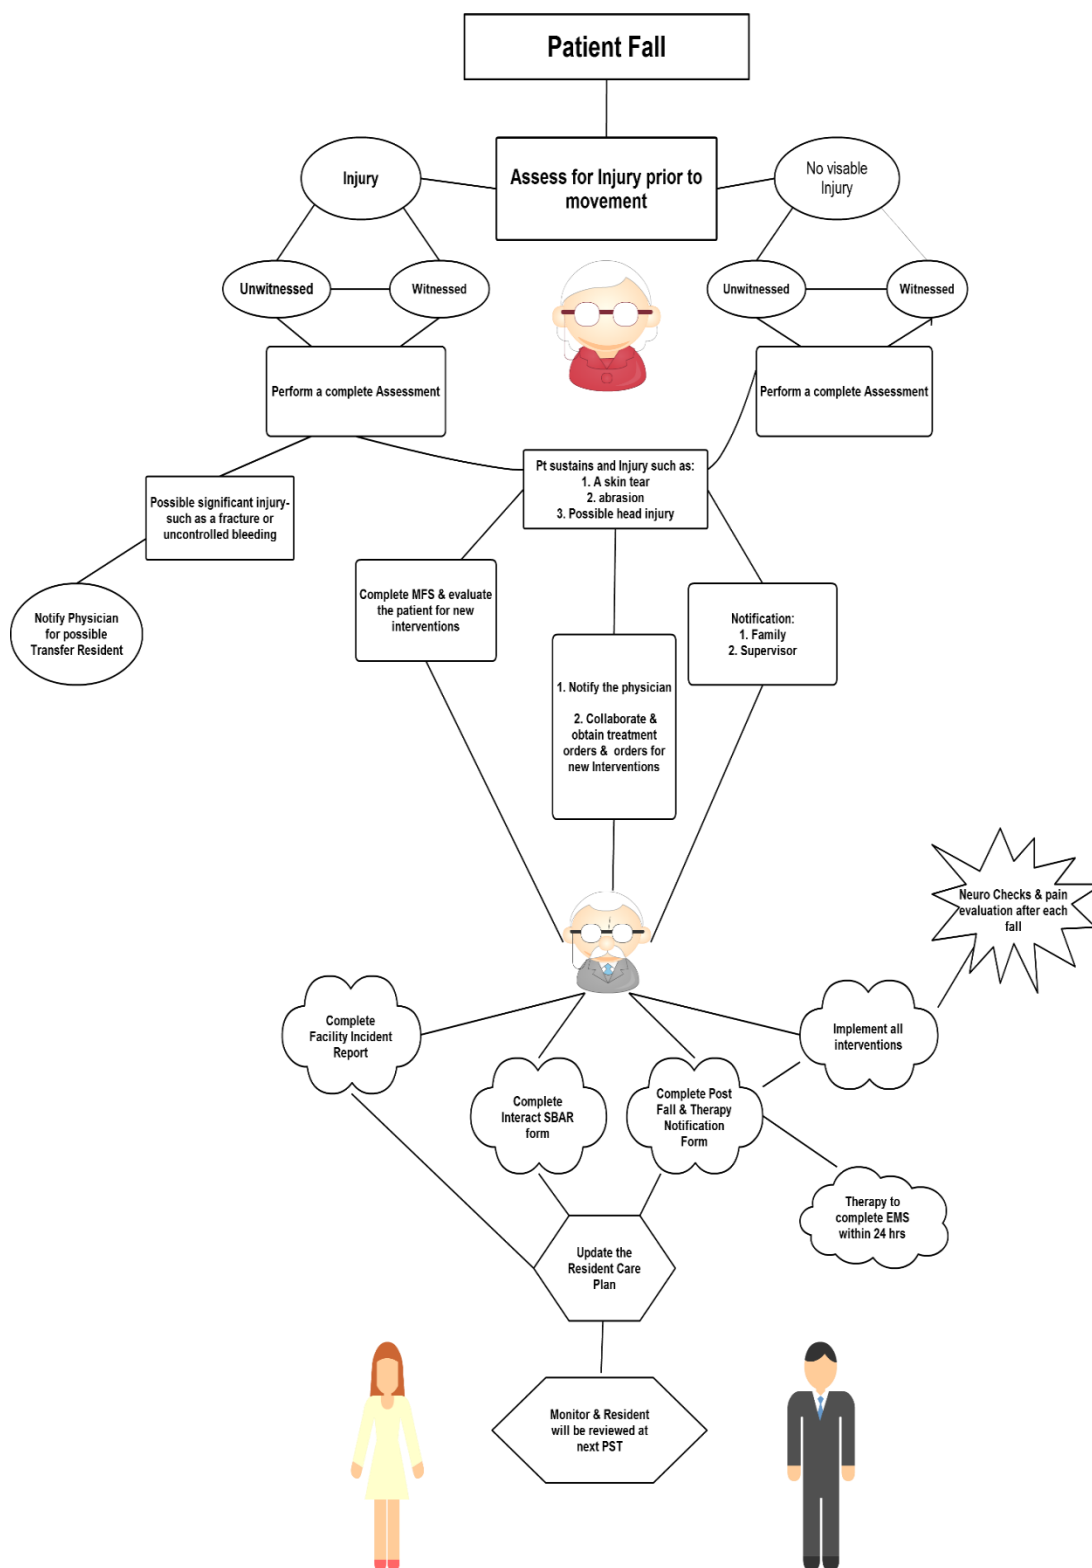 Patient Fall
Assess for Injury prior to
movement
Injury
No visable
Injury
Unwitnessed
Witnessed
Unwitnessed
Witnessed
Perform a complete Assessment
Perform a complete Assessment
Pt sustains and Injury such as:
1. A skin tear
2. abrasion
3. Possible head injury
Possible significant injury-
such as a fracture or
uncontrolled bleeding
Notify Physician
for possible
Transfer Resident
Complete MFS & evaluate
the patient for new
interventions
Notification:
1. Family
2. Supervisor
1. Notify the physician
2. Collaborate &
obtain treatment
orders & orders for
new Interventions
Neuro Checks & pain
evaluation after each
fall
Complete
Facility Incident
Report
Implement all
interventions
Complete
Interact SBAR
form
Complete Post
Fall & Therapy
Notification
Form
Therapy to
complete EMS
within 24 hrs
Update the
Resident Care
Plan
Monitor & Resident
will be reviewed at
next PST